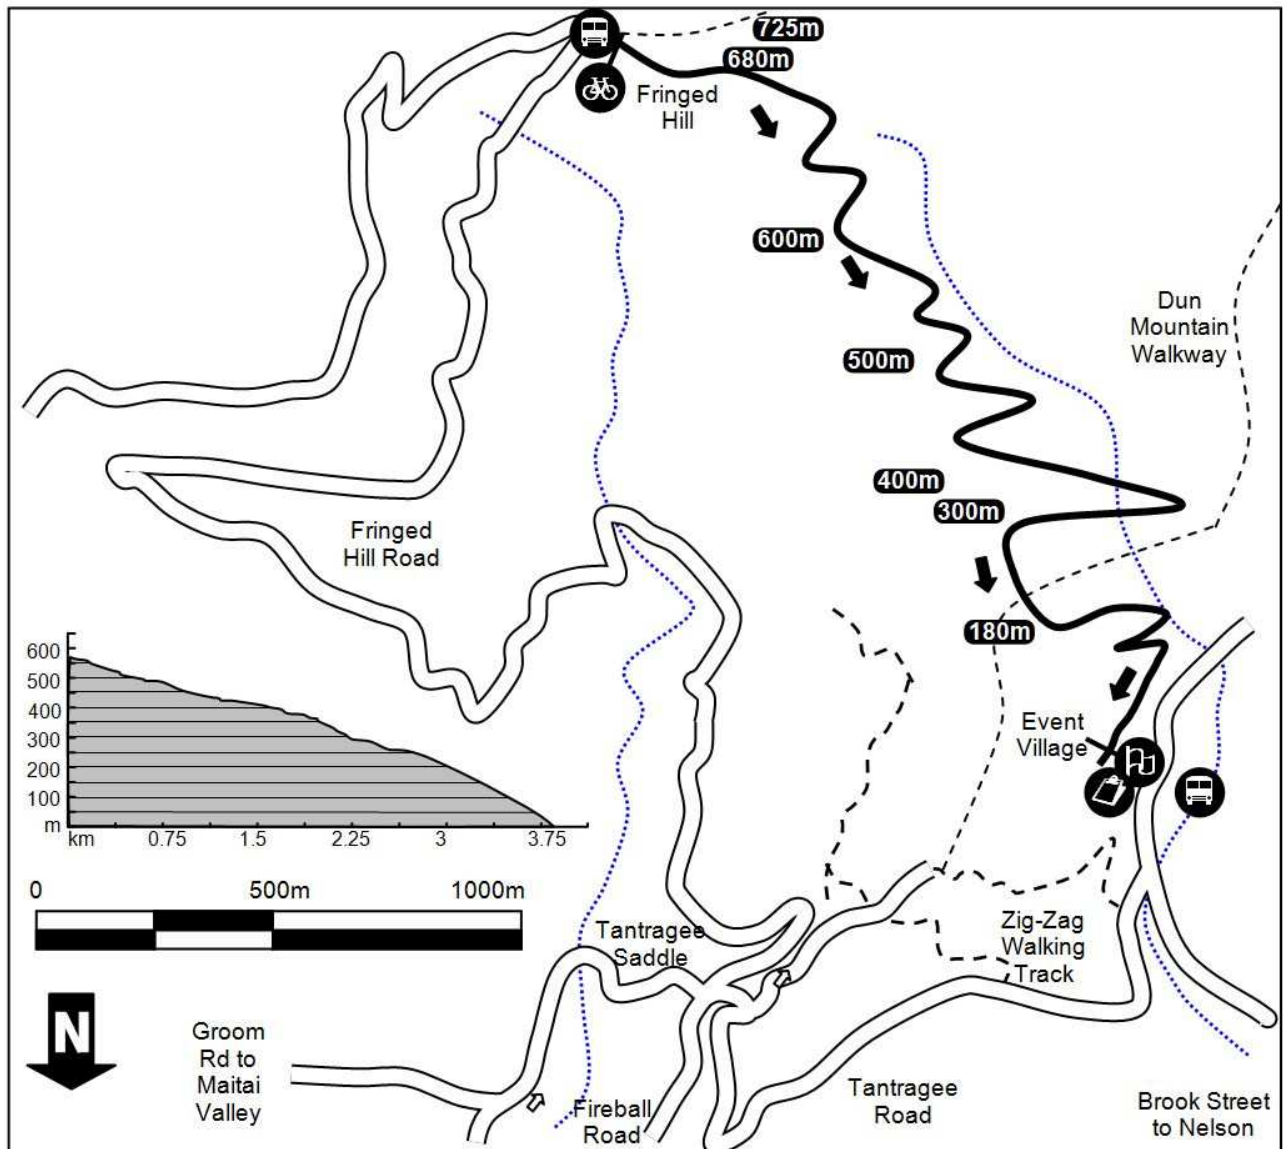 725m
680m
Fringed
Hill
600m
Dun
Mountain
Walkway
500m
400m
300m
Fringed
Hill Road
180m
600
500
400
300
200
100
m
km
0.75
1.5
2.25
3
3.75
Event
Village
0
500m
1000m
Tantragee
Saddle
Zig-Zag
Walking
Track
N
Groom
Rd to
Maitai
Valley
Fireball
Road
Tantragee
Road
Brook Street
to Nelson